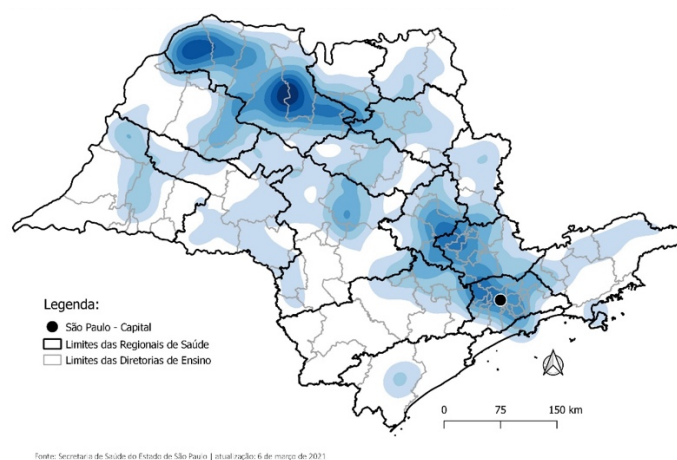 Legenda:
São Paulo - Capital
Limites das Regionais de Saúde
Limites das Diretorias de Ensino
0 75 150 km
Fonte: Secretaria de Saúde do Estado de São Paulo | atualização: 6 de março de 2021